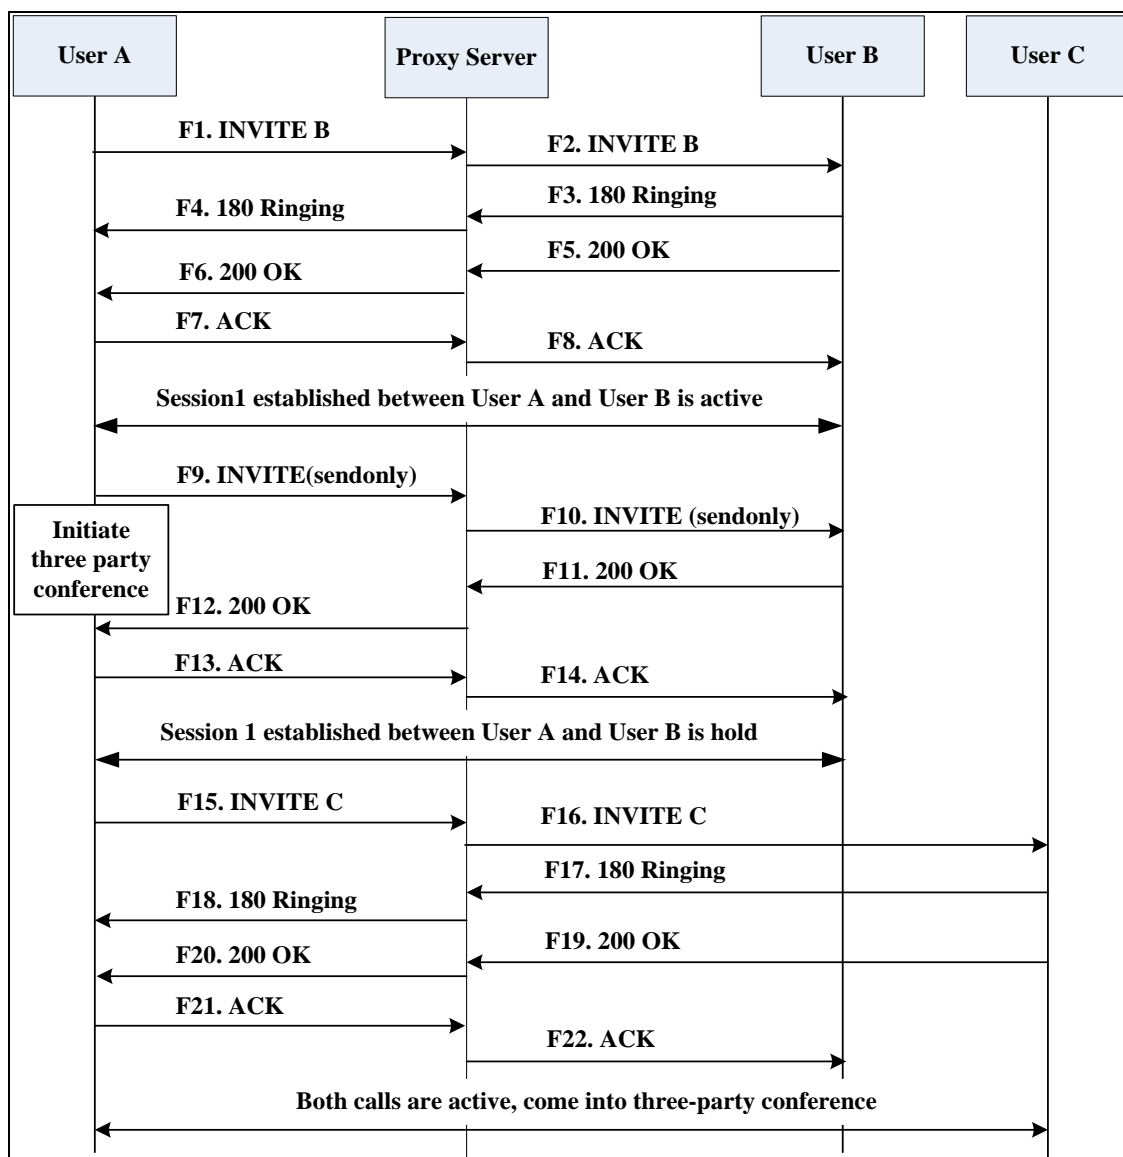 User A
Proxy Server
User B
User C
F1. INVITE B
F2. INVITE B
F3. 180 Ringing
F4. 180 Ringing
F5. 200 OK
F6. 200 OK
F7. ACK
F8. ACK
Session1 established between User A and User B is active
F9. INVITE(sendonly)
F10. INVITE (sendonly)
Initiate
three party
conference
F11. 200 OK
F12. 200 OK
F13. ACK
F14. ACK
Session 1 established between User A and User B is hold
F15. INVITE C
F16. INVITE C
F17. 180 Ringing
F18. 180 Ringing
F19. 200 OK
F20. 200 OK
F21. ACK
F22. ACK
Both calls are active, come into three-party conference